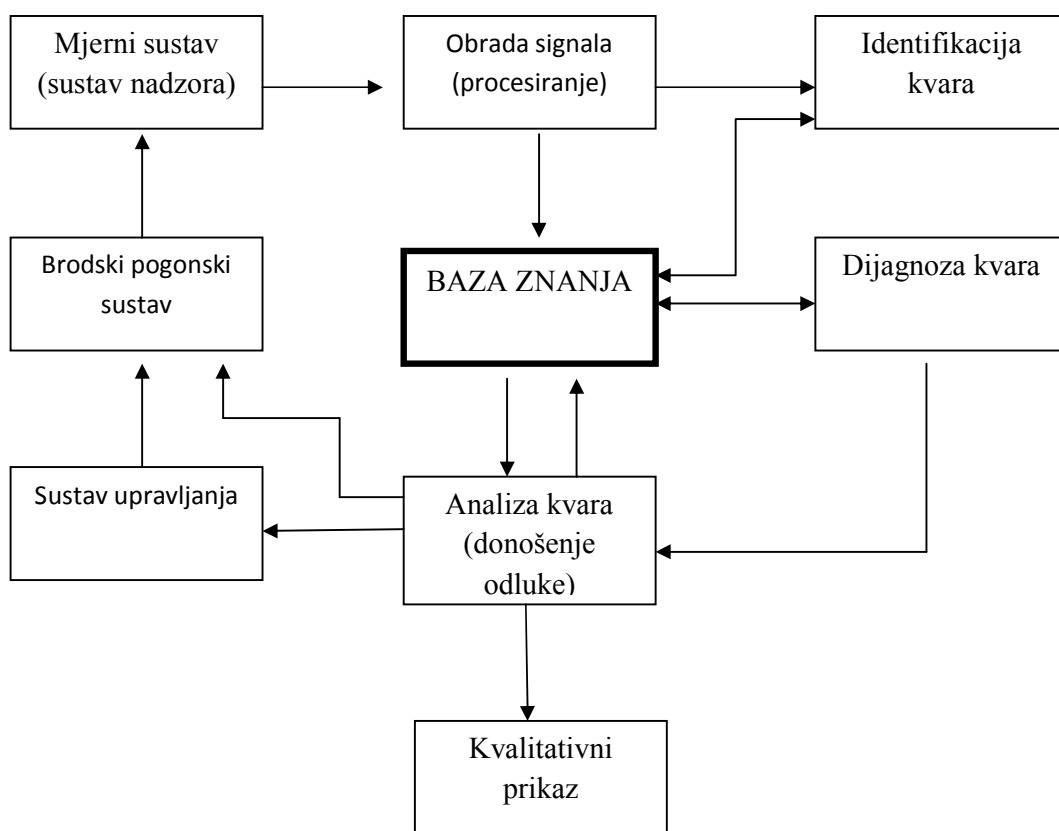 Mjerni sustav
(sustav nadzora)
Obrada signala
(procesiranje)
Identifikacija
kvara
Brodski pogonski
sustav
BAZA ZNANJA
Dijagnoza kvara
Sustav upravljanja
Analiza kvara
(donošenje
odluke)
Kvalitativni
prikaz